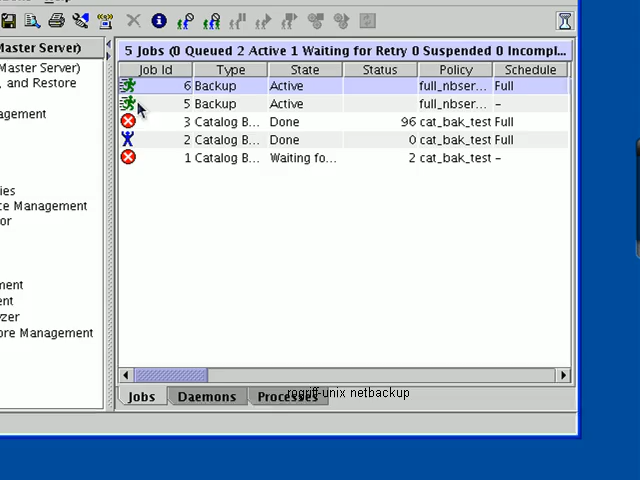 Master Server)
5 Jobs (0 Queued 2 Active 1 Waiting for Retry 0 Suspended 0 Incompl...
Master Server)
, and Restore
agement
ies
ce Management
or
ment
ent
yzer
ore Management
Job Id Type State Status Policy Schedule
6 Backup Active full_nbser... Full
5 Backup Active full_nbser... –
3 Catalog B... Done 96 cat_bak_test Full
2 Catalog B... Done 0 cat_bak_test Full
1 Catalog B... Waiting fo... 2 cat_bak_test –
Jobs Daemons Processes
rogriff-unix netbackup